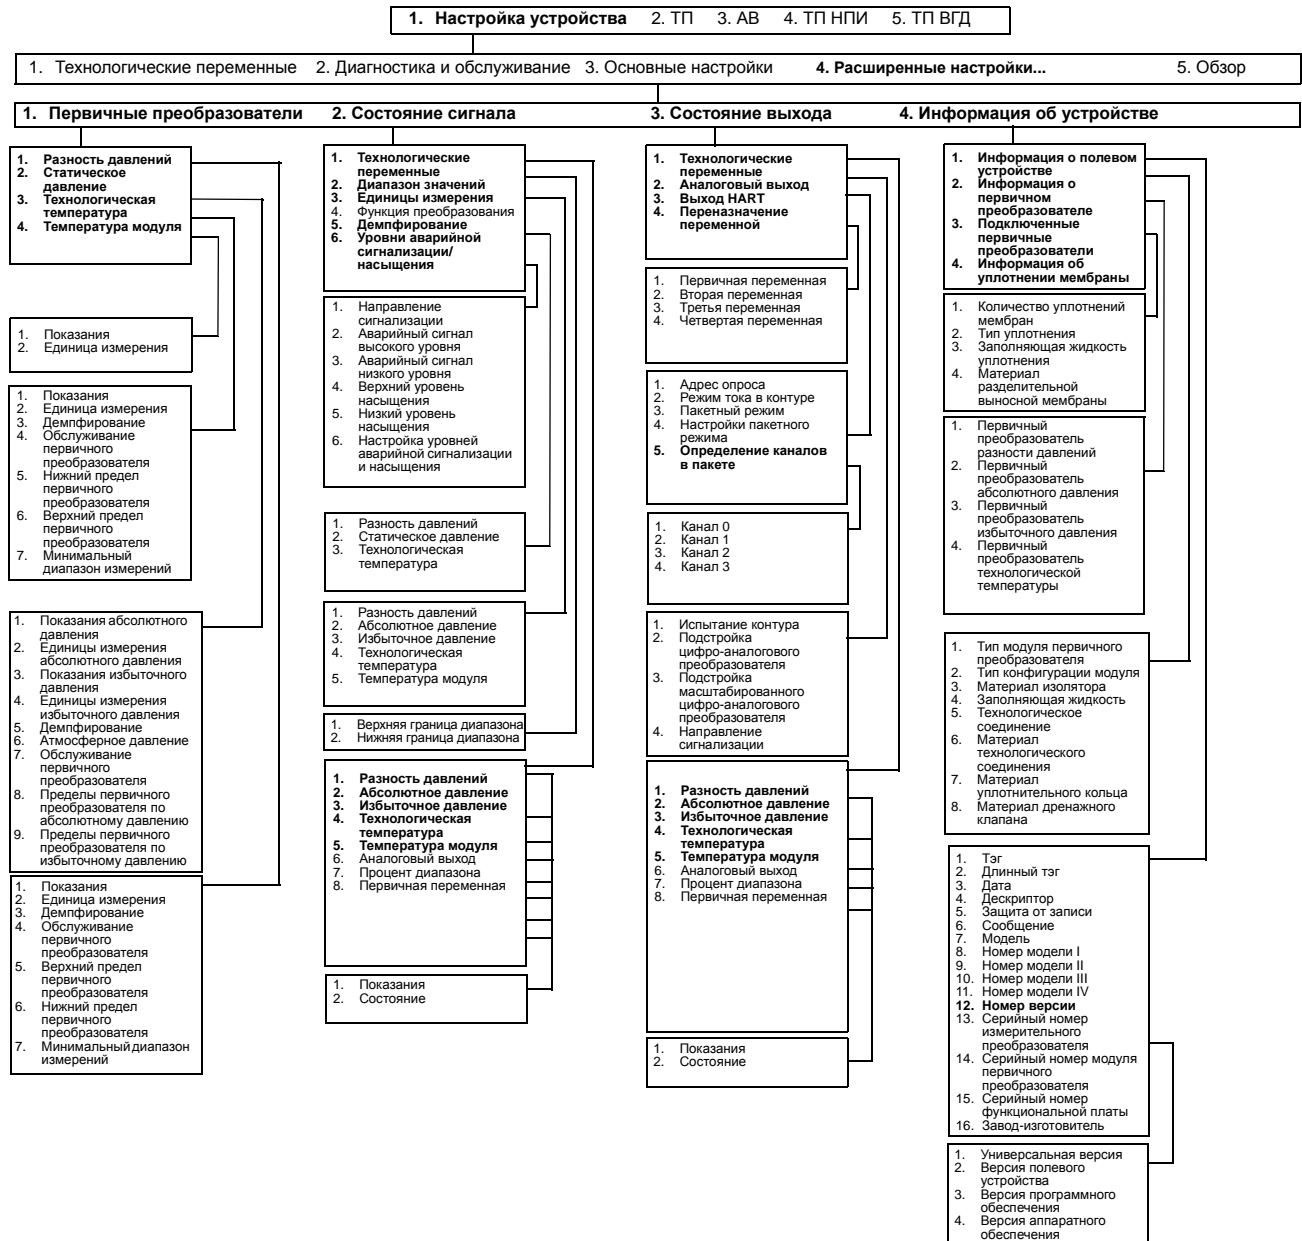 1. Настройка устройства 2. ТП 3. АВ 4. ТП НПИ 5. ТП ВГД
1. Технологические переменные 2. Диагностика и обслуживание 3. Основные настройки 4. Расширенные настройки... 5. Обзор
1. Первичные преобразователи 2. Состояние сигнала 3. Состояние выхода 4. Информация об устройстве
1. Разность давлений
2. Статическое
давление
3. Технологическая
температура
4. Температура модуля
1. Показания
2. Единица измерения
1. Показания
2. Единица измерения
3. Демпфирование
4. Обслуживание
первичного
преобразователя
5. Нижний предел
первичного
преобразователя
6. Верхний предел
первичного
преобразователя
7. Минимальный
диапазон измерений
1. Показания абсолютного
давления
2. Единицы измерения
абсолютного давления
3. Показания избыточного
давления
4. Единицы измерения
избыточного давления
5. Демпфирование
6. Атмосферное давление
7. Обслуживание
первичного
преобразователя
8. Пределы первичного
преобразователя по
абсолютному давлению
9. Пределы первичного
преобразователя по
избыточному давлению
1. Показания
2. Единица измерения
3. Демпфирование
4. Обслуживание
первичного
преобразователя
5. Верхний предел
первичного
преобразователя
6. Нижний предел
первичного
преобразователя
7. Минимальный диапазон
измерений
1. Технологические
переменные
2. Диапазон значений
3. Единицы измерения
4. Функция преобразования
5. Демпфирование
6. Уровни аварийной
сигнализации/
насыщения
1. Направление
сигнализации
2. Аварийный сигнал
высокого уровня
3. Аварийный сигнал
низкого уровня
4. Верхний уровень
насыщения
5. Низкий уровень
насыщения
6. Настройка уровней
аварийной сигнализации
и насыщения
1. Разность давлений
2. Статическое давление
3. Технологическая
температура
1. Разность давлений
2. Абсолютное давление
3. Избыточное давление
4. Технологическая
температура
5. Температура модуля
1. Верхняя граница диапазона
2. Нижняя граница диапазона
1. Разность давлений
2. Абсолютное давление
3. Избыточное давление
4. Технологическая
температура
5. Температура модуля
6. Аналоговый выход
7. Процент диапазона
8. Первичная переменная
1. Показания
2. Состояние
1. Технологические
переменные
2. Аналоговый выход
3. Выход HART
4. Переназначение
переменной
1. Первичная переменная
2. Вторая переменная
3. Третья переменная
4. Четвертая переменная
1. Адрес опроса
2. Режим тока в контуре
3. Пакетный режим
4. Настройки пакетного
режима
5. Определение каналов
в пакете
1. Канал 0
2. Канал 1
3. Канал 2
4. Канал 3
1. Испытание контура
2. Подстройка
цифро-аналогового
преобразователя
3. Подстройка
масштабированного
цифро-аналогового
преобразователя
4. Направление
сигнализации
1. Разность давлений
2. Абсолютное давление
3. Избыточное давление
4. Технологическая
температура
5. Температура модуля
6. Аналоговый выход
7. Процент диапазона
8. Первичная переменная
1. Показания
2. Состояние
1. Информация о полевом
устройстве
2. Информация о
первичном
преобразователе
3. Подключенные
первичные
преобразователи
4. Информация об
уплотнении мембраны
1. Количество уплотнений
мембран
2. Тип уплотнения
3. Заполняющая жидкость
уплотнения
4. Материал
разделительной
выносной мембраны
1. Первичный
преобразователь
разности давлений
2. Первичный
преобразователь
абсолютного давления
3. Первичный
преобразователь
избыточного давления
4. Первичный
преобразователь
технологической
температуры
1. Тип модуля первичного
преобразователя
2. Тип конфигурации модуля
3. Материал изолятора
4. Заполняющая жидкость
5. Технологическое
соединение
6. Материал
технологического
соединения
7. Материал
уплотнительного кольца
8. Материал дренажного
клапана
1. Тэг
2. Длинный тэг
3. Дата
4. Дескриптор
5. Защита от записи
6. Сообщение
7. Модель
8. Номер модели I
9. Номер модели II
10. Номер модели III
11. Номер модели IV
12. Номер версии
13. Серийный номер
измерительного
преобразователя
14. Серийный номер модуля
первичного
преобразователя
15. Серийный номер
функциональной платы
16. Завод-изготовитель
1. Универсальная версия
2. Версия полевого
устройства
3. Версия программного
обеспечения
4. Версия аппаратного
обеспечения